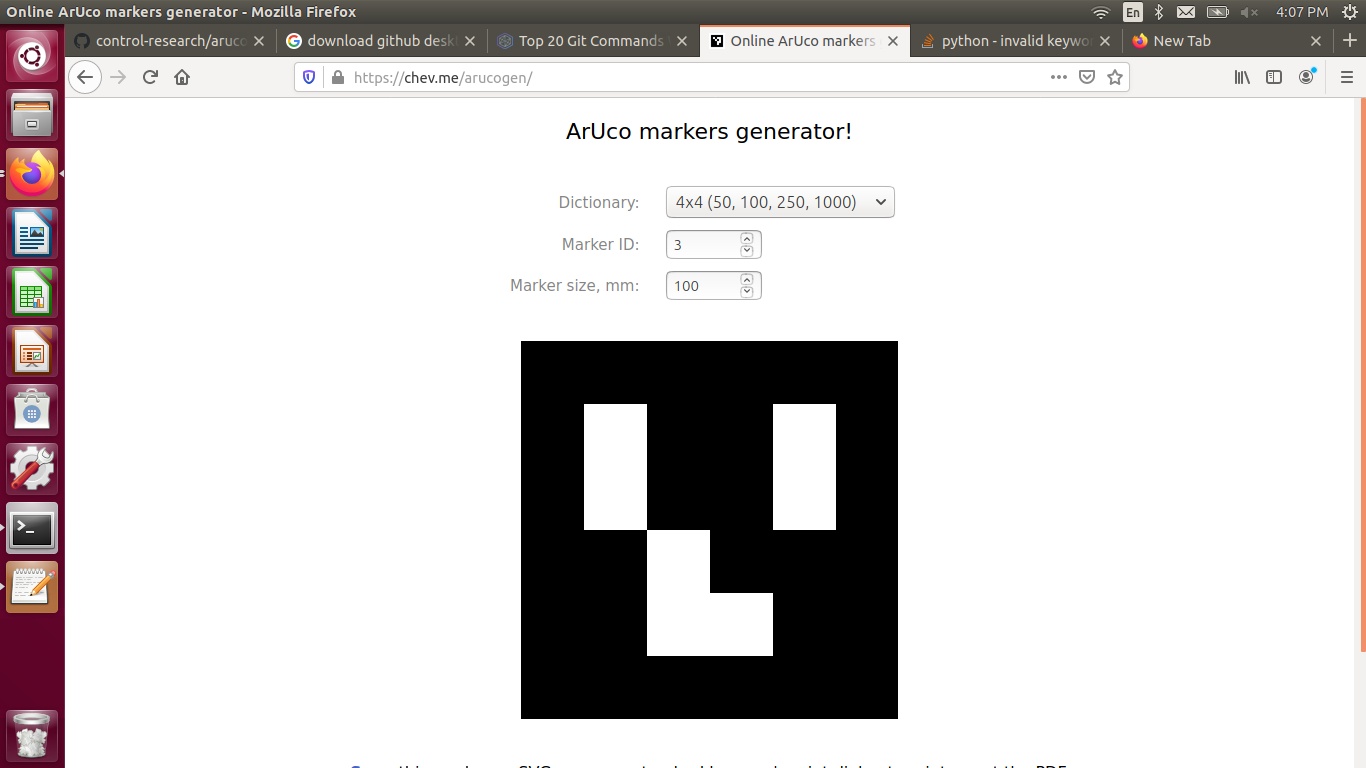 Online ArUco markers generator - Mozilla Firefox
En
4:07 PM
control-research/aruco
download github desk
Top 20 Git Commands
Online ArUco markers
python - invalid keywo
New Tab
https://chev.me/arucogen/
ArUco markers generator!
Dictionary: 4x4 (50, 100, 250, 1000)
Marker ID: 3
Marker size, mm: 100